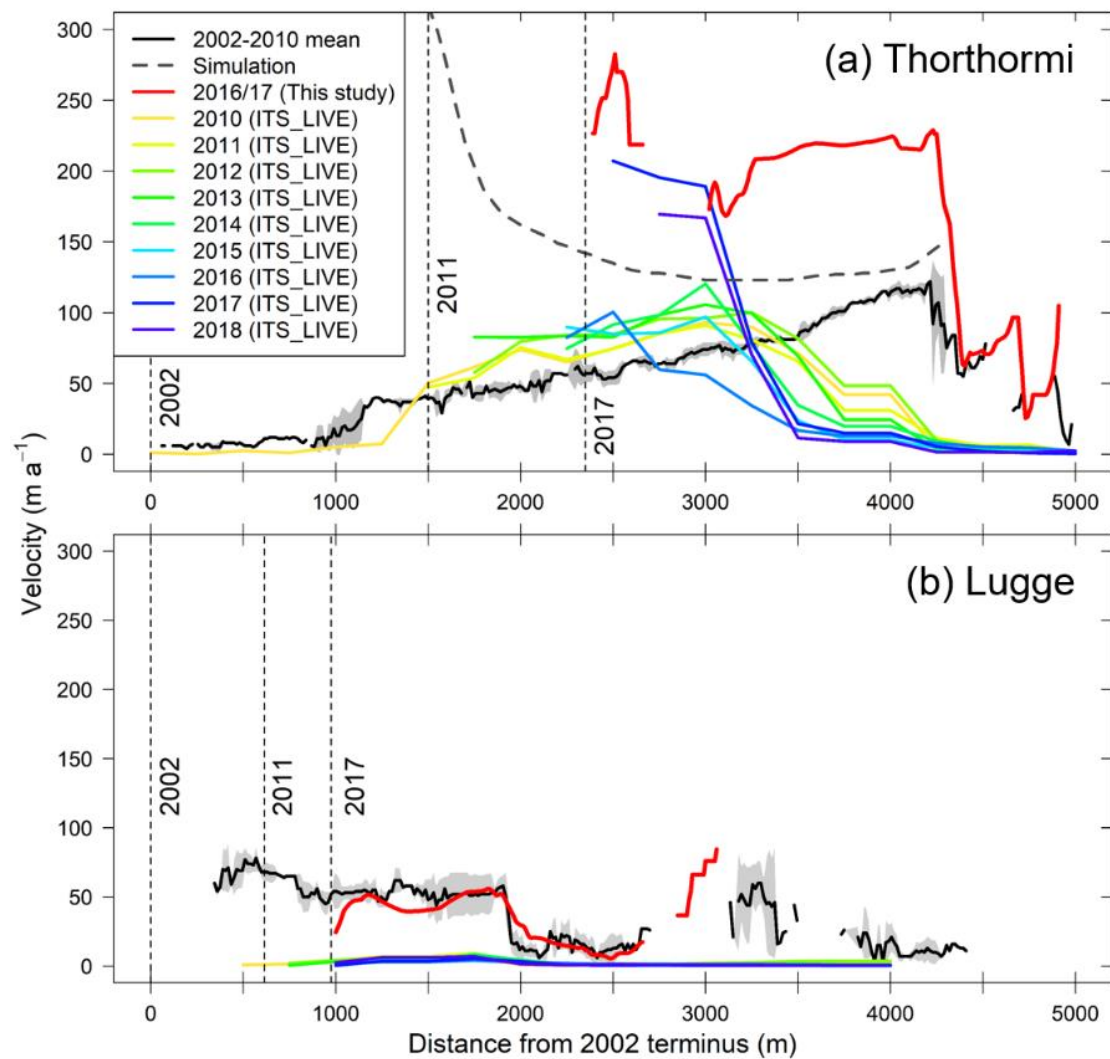 300
250
200
150
100
50
0
2002-2010 mean
Simulation
2016/17 (This study)
2010 (ITS_LIVE)
2011 (ITS_LIVE)
2012 (ITS_LIVE)
2013 (ITS_LIVE)
2014 (ITS_LIVE)
2015 (ITS_LIVE)
2016 (ITS_LIVE)
2017 (ITS_LIVE)
2018 (ITS_LIVE)
(a) Thorthormi
2002
2011
2017
0 1000 2000 3000 4000 5000
Velocity (m a⁻¹)
300
250
200
150
100
50
0
(b) Lugge
2002
2011
2017
0 1000 2000 3000 4000 5000
Distance from 2002 terminus (m)